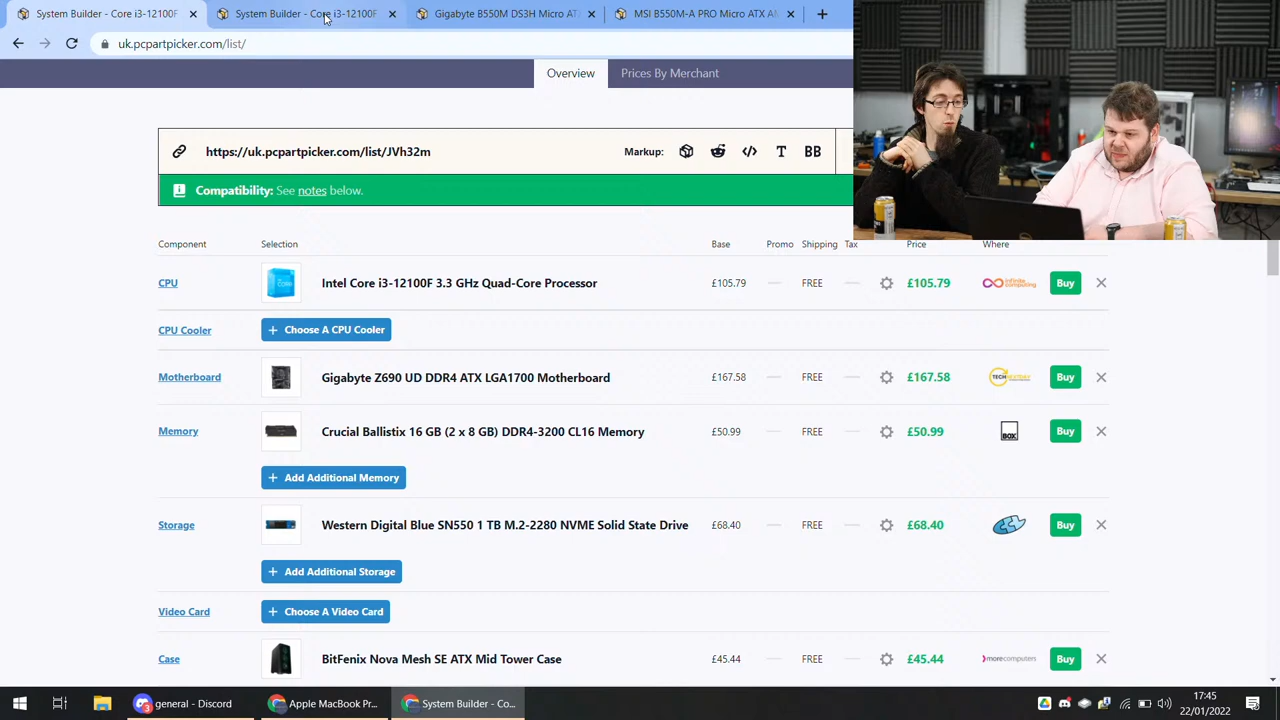 System Builder - Core i3-12100F
System Builder - Core i3-12100F
Gigabyte B550M DS3H Micro AT
MSI B550M-A PRO Micro ATX A
uk.pcpartpicker.com/list/
Overview
Prices By Merchant
https://uk.pcpartpicker.com/list/JVh32m
Markup:
BB
Compatibility: See notes below.
Component Selection Base Promo Shipping Tax Price Where
CPU Intel Core i3-12100F 3.3 GHz Quad-Core Processor £105.79 FREE £105.79 infinite computing Buy
CPU Cooler + Choose A CPU Cooler
Motherboard Gigabyte Z690 UD DDR4 ATX LGA1700 Motherboard £167.58 FREE £167.58 TECHNEXTDAY Buy
Memory Crucial Ballistix 16 GB (2 x 8 GB) DDR4-3200 CL16 Memory £50.99 FREE £50.99 BOX Buy
+ Add Additional Memory
Storage Western Digital Blue SN550 1 TB M.2-2280 NVME Solid State Drive £68.40 FREE £68.40 Buy
+ Add Additional Storage
Video Card + Choose A Video Card
Case BitFenix Nova Mesh SE ATX Mid Tower Case £45.44 FREE £45.44 morecomputers Buy
general - Discord
Apple MacBook P...
System Builder - Co...
17:45
22/01/2022